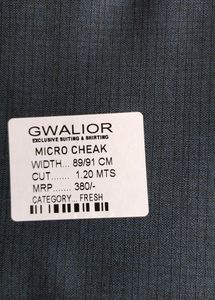 GWALIOR
EXCLUSIVE SUITING & SHIRTING
MICRO CHEAK
WIDTH... 89/91 CM
CUT....... 1.20 MTS
MRP....... 380/-
CATEGORY... FRESH